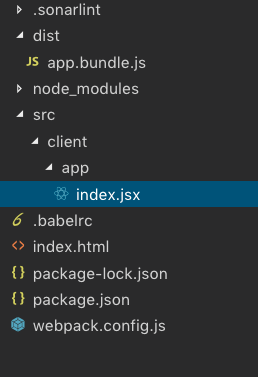 .sonarlint
dist
JS app.bundle.js
node_modules
src
client
app
index.jsx
.babelrc
index.html
package-lock.json
package.json
webpack.config.js